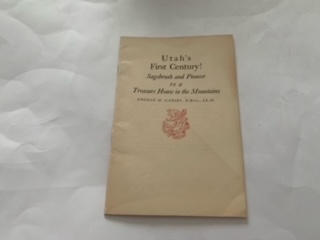 Utah's
First Century!
Sagebrush and Pioneer
to a
Treasure House in the Mountains